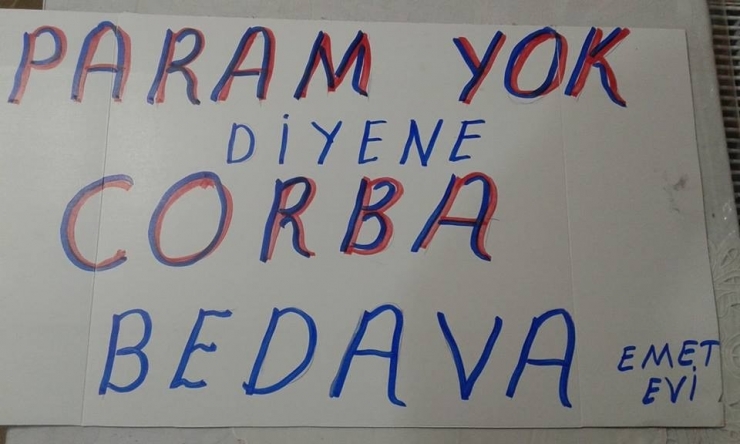 PARAM YOK
DİYENE
CORBA
BEDAVA
EMET
EVİ